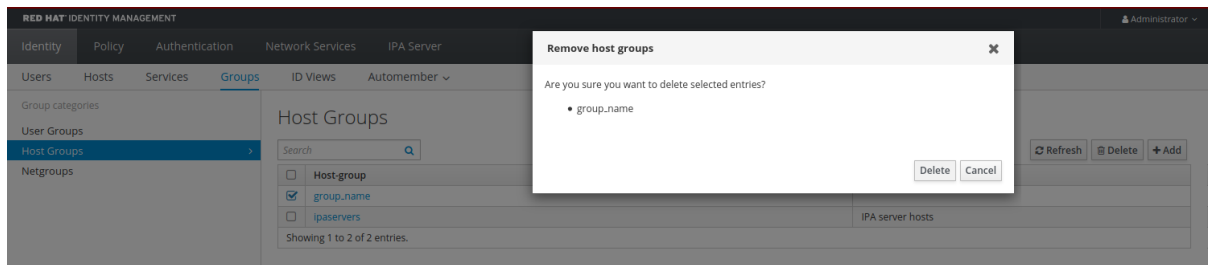 RED HAT® IDENTITY MANAGEMENT
Administrator
Identity Policy Authentication Network Services IPA Server
Users Hosts Services Groups ID Views Automember
Group categories
User Groups
Host Groups
Netgroups
Host Groups
Search
Refresh Delete Add
Host-group
group_name
ipaservers IPA server hosts
Showing 1 to 2 of 2 entries.
Remove host groups
Are you sure you want to delete selected entries?
group_name
Delete Cancel